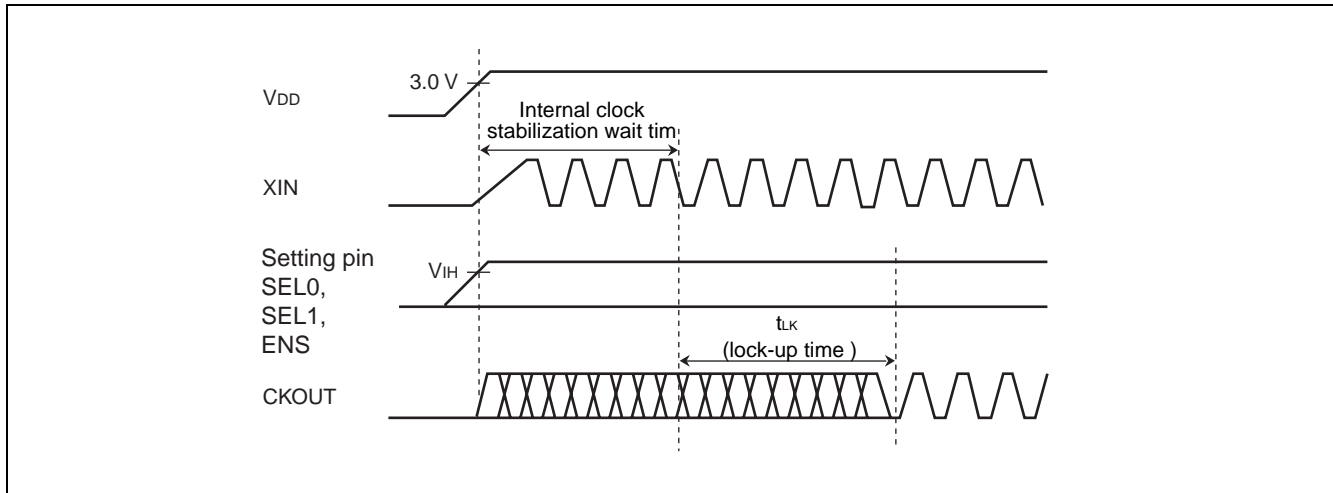 3.0 V
VDD
Internal clock
stabilization wait tim
XIN
Setting pin
SEL0,
SEL1,
ENS
VIH
tLK
(lock-up time )
CKOUT